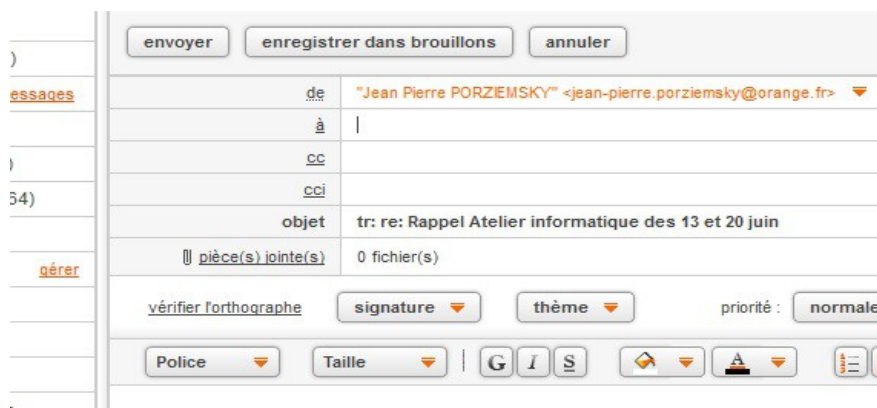 envoyer enregistrer dans brouillons annuler
)
essages
de "Jean Pierre PORZIEMSKY" <jean-pierre.porziemsky@orange.fr>
à
cc
)
cci
64)
objet tr: re: Rappel Atelier informatique des 13 et 20 juin
pièce(s) jointe(s) 0 fichier(s)
gérer
vérifier l'orthographe signature thème priorité : normale
Police Taille G I S A